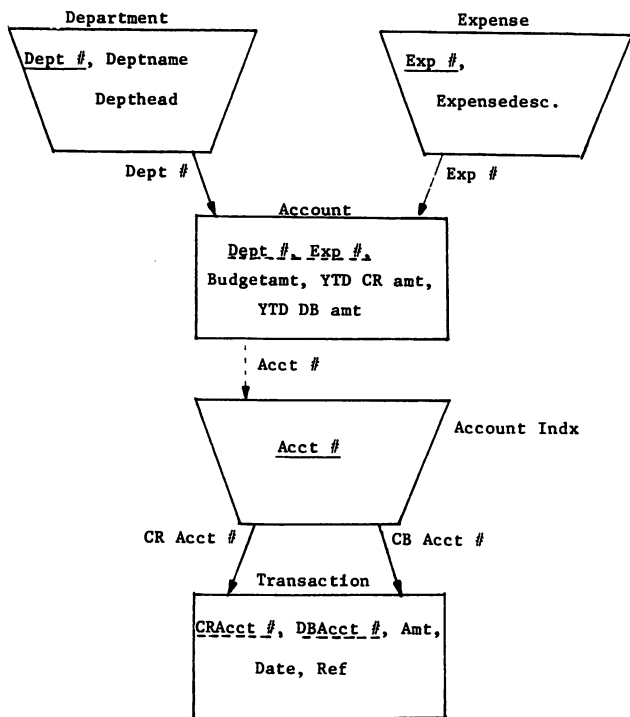 Department
Expense
Dept #, Deptname
Depthead
Exp #,
Expensedesc.
Dept #
Exp #
Account
Dept #, Exp #,
Budgetamt, YTD CR amt,
YTD DB amt
Acct #
Account Indx
Acct #
CR Acct #
CB Acct #
Transaction
CRAcct #, DBAcct #, Amt,
Date, Ref